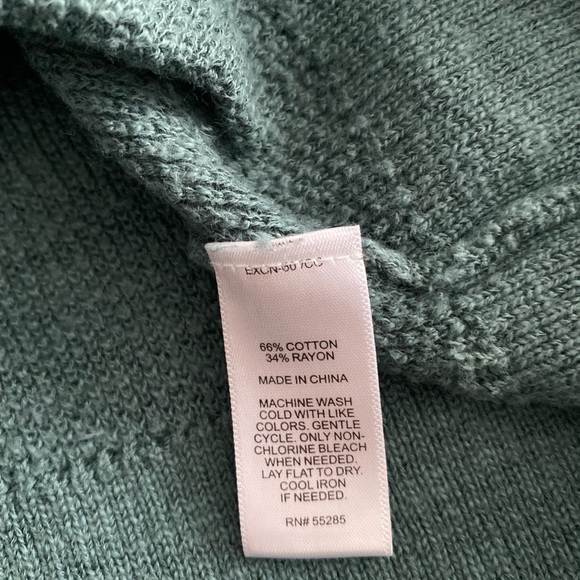 66% COTTON
34% RAYON
MADE IN CHINA
MACHINE WASH
COLD WITH LIKE
COLORS. GENTLE
CYCLE. ONLY NON-
CHLORINE BLEACH
WHEN NEEDED.
LAY FLAT TO DRY.
COOL IRON
IF NEEDED.
RN# 55285